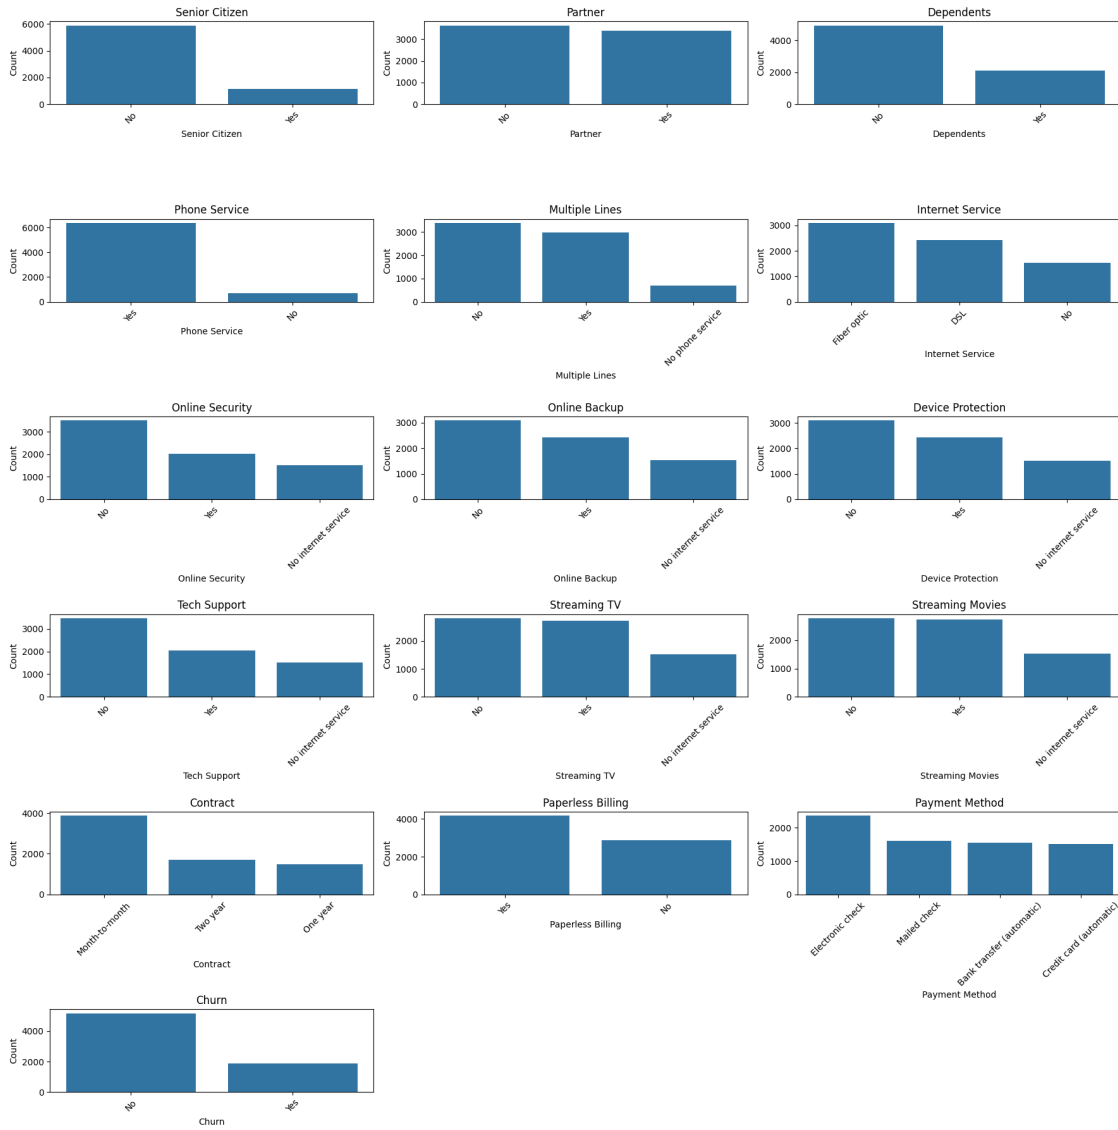 Senior Citizen
Count
6000
4000
2000
0
No
Yes
Senior Citizen
Partner
Count
3000
2000
1000
0
No
Yes
Partner
Dependents
Count
4000
2000
0
No
Yes
Dependents
Phone Service
Count
6000
4000
2000
0
Yes
No
Phone Service
Multiple Lines
Count
3000
2000
1000
0
No
Yes
No phone service
Multiple Lines
Internet Service
Count
3000
2000
1000
0
Fiber optic
DSL
No
Internet Service
Online Security
Count
3000
2000
1000
0
No
Yes
No internet service
Online Security
Online Backup
Count
3000
2000
1000
0
No
Yes
No internet service
Online Backup
Device Protection
Count
3000
2000
1000
0
No
Yes
No internet service
Device Protection
Tech Support
Count
3000
2000
1000
0
No
Yes
No internet service
Tech Support
Streaming TV
Count
2000
1000
0
No
Yes
No internet service
Streaming TV
Streaming Movies
Count
2000
1000
0
No
Yes
No internet service
Streaming Movies
Contract
Count
4000
2000
0
Month-to-month
Two year
One year
Contract
Paperless Billing
Count
4000
2000
0
Yes
No
Paperless Billing
Payment Method
Count
2000
1000
0
Electronic check
Mailed check
Bank transfer (automatic)
Credit card (automatic)
Payment Method
Churn
Count
4000
2000
0
No
Yes
Churn